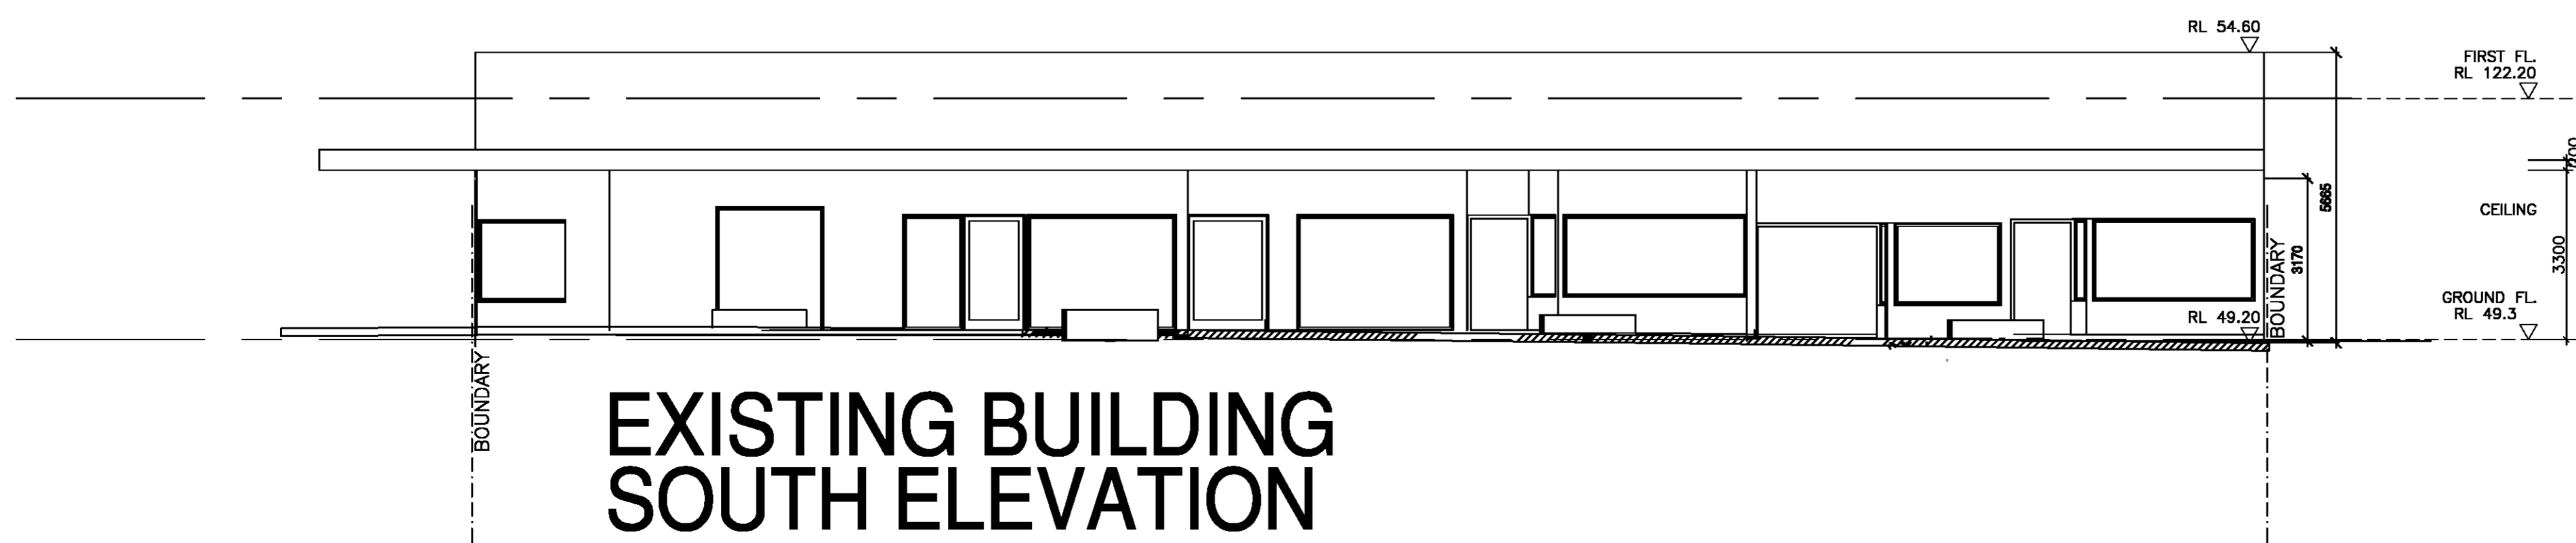 RL 54.60
FIRST FL.
RL 122.20
5665
CEILING
BOUNDARY
3170
3300
GROUND FL.
RL 49.3
RL 49.20
BOUNDARY
EXISTING BUILDING
SOUTH ELEVATION